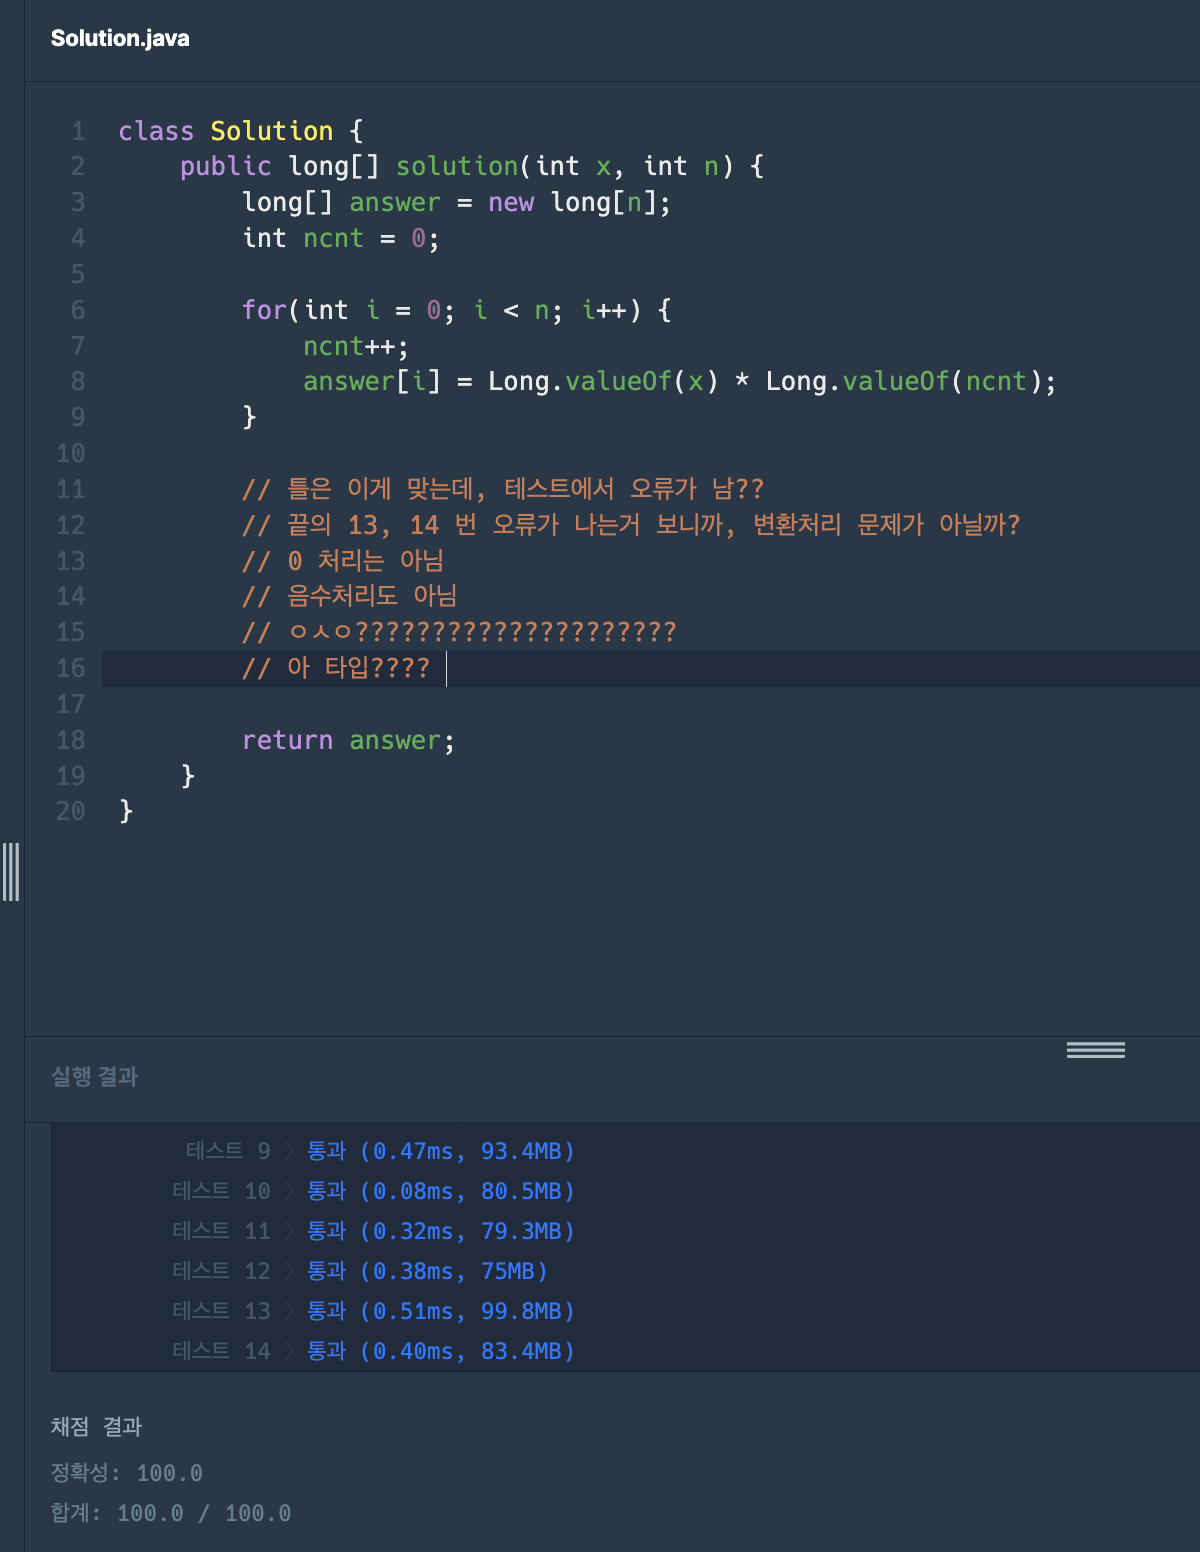 Solution.java
1 class Solution {
2 public long[] solution(int x, int n) {
3 long[] answer = new long[n];
4 int ncnt = 0;
5
6 for(int i = 0; i < n; i++) {
7 ncnt++;
8 answer[i] = Long.valueOf(x) * Long.valueOf(ncnt);
9 }
10
11 // 틀은 이게 맞는데, 테스트에서 오류가 남??
12 // 끝의 13, 14 번 오류가 나는거 보니까, 변환처리 문제가 아닐까?
13 // 0 처리는 아님
14 // 음수처리도 아님
15 // ㅇㅅㅇ?????????????????????
16 // 아 타입????
17
18 return answer;
19 }
20 }
실행 결과
테스트 9 〉 통과 (0.47ms, 93.4MB)
테스트 10 〉 통과 (0.08ms, 80.5MB)
테스트 11 〉 통과 (0.32ms, 79.3MB)
테스트 12 〉 통과 (0.38ms, 75MB)
테스트 13 〉 통과 (0.51ms, 99.8MB)
테스트 14 〉 통과 (0.40ms, 83.4MB)
채점 결과
정확성: 100.0
합계: 100.0 / 100.0